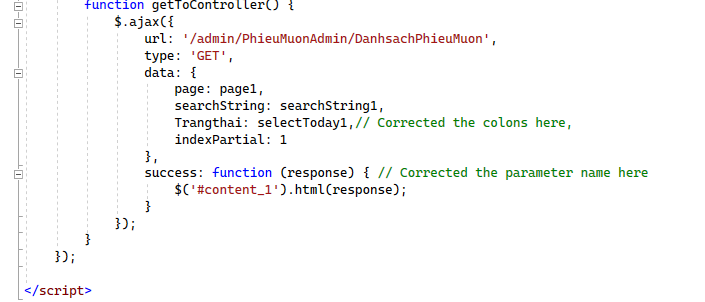 function getToController() {
$.ajax({
url: '/admin/PhieuMuonAdmin/DanhsachPhieuMuon',
type: 'GET',
data: {
page: page1,
searchString: searchString1,
Trangthai: selectToday1,// Corrected the colons here,
indexPartial: 1
},
success: function (response) { // Corrected the parameter name here
$('#content_1').html(response);
}
});
}
});
</script>